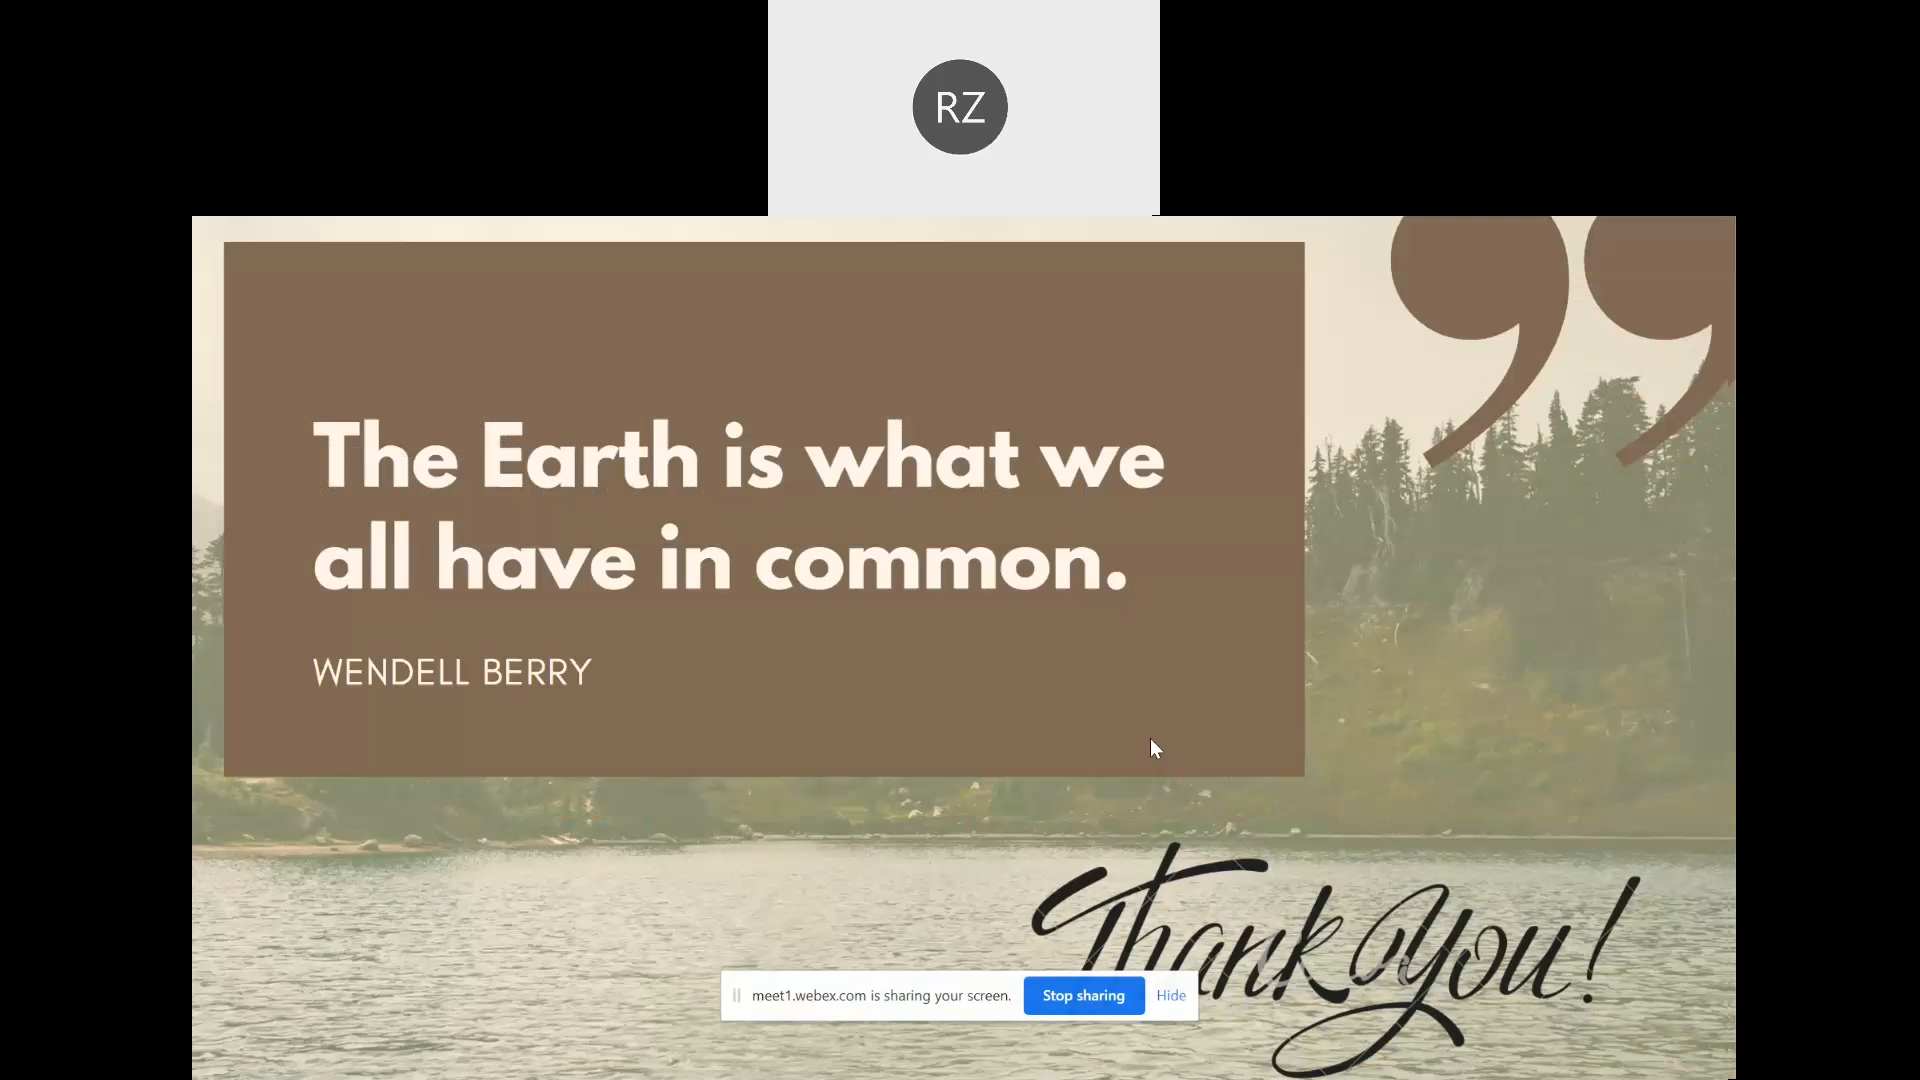 RZ
The Earth is what we
all have in common.
WENDELL BERRY
Thank You!
meet1.webex.com is sharing your screen. Stop sharing Hide